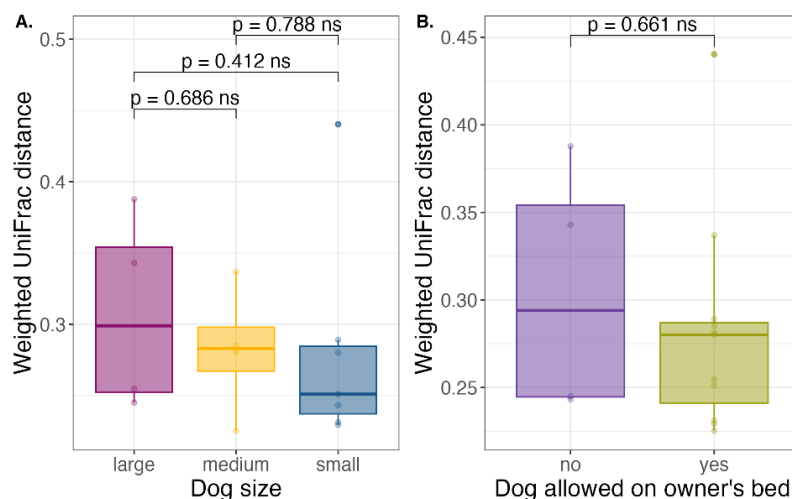 A.
p = 0.788 ns
p = 0.412 ns
p = 0.686 ns
0.5
0.4
0.3
Weighted UniFrac distance
large medium small
Dog size
B.
p = 0.661 ns
0.45
0.40
0.35
0.30
0.25
Weighted UniFrac distance
no yes
Dog allowed on owner's bed